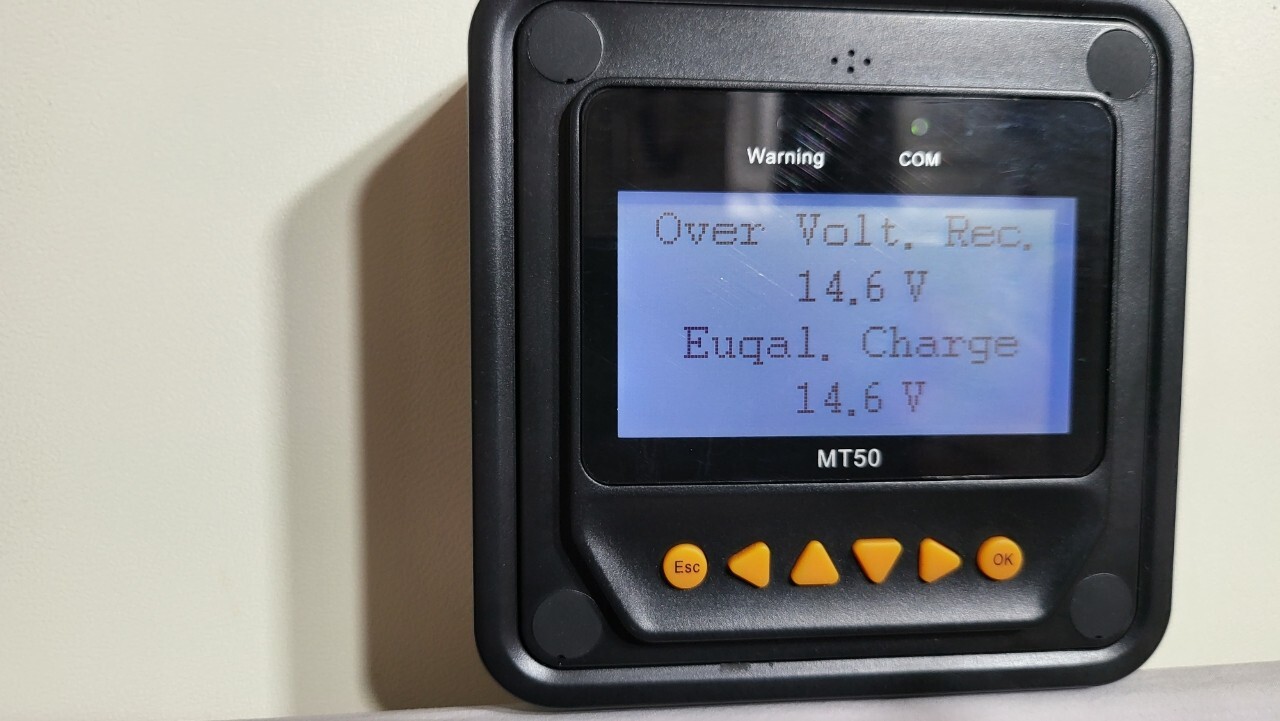 Warning COM
Over Volt. Rec.
14.6 V
Euqal. Charge
14.6 V
MT50
Esc OK